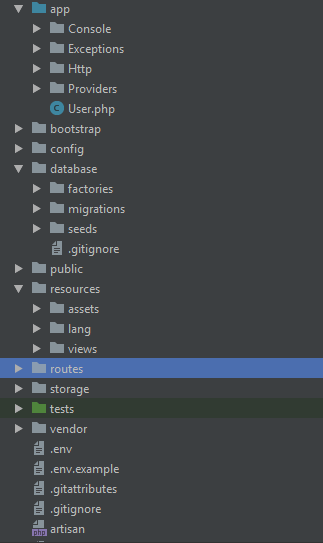 app
Console
Exceptions
Http
Providers
C User.php
bootstrap
config
database
factories
migrations
seeds
.gitignore
public
resources
assets
lang
views
routes
storage
tests
vendor
.env
.env.example
.gitattributes
.gitignore
php artisan